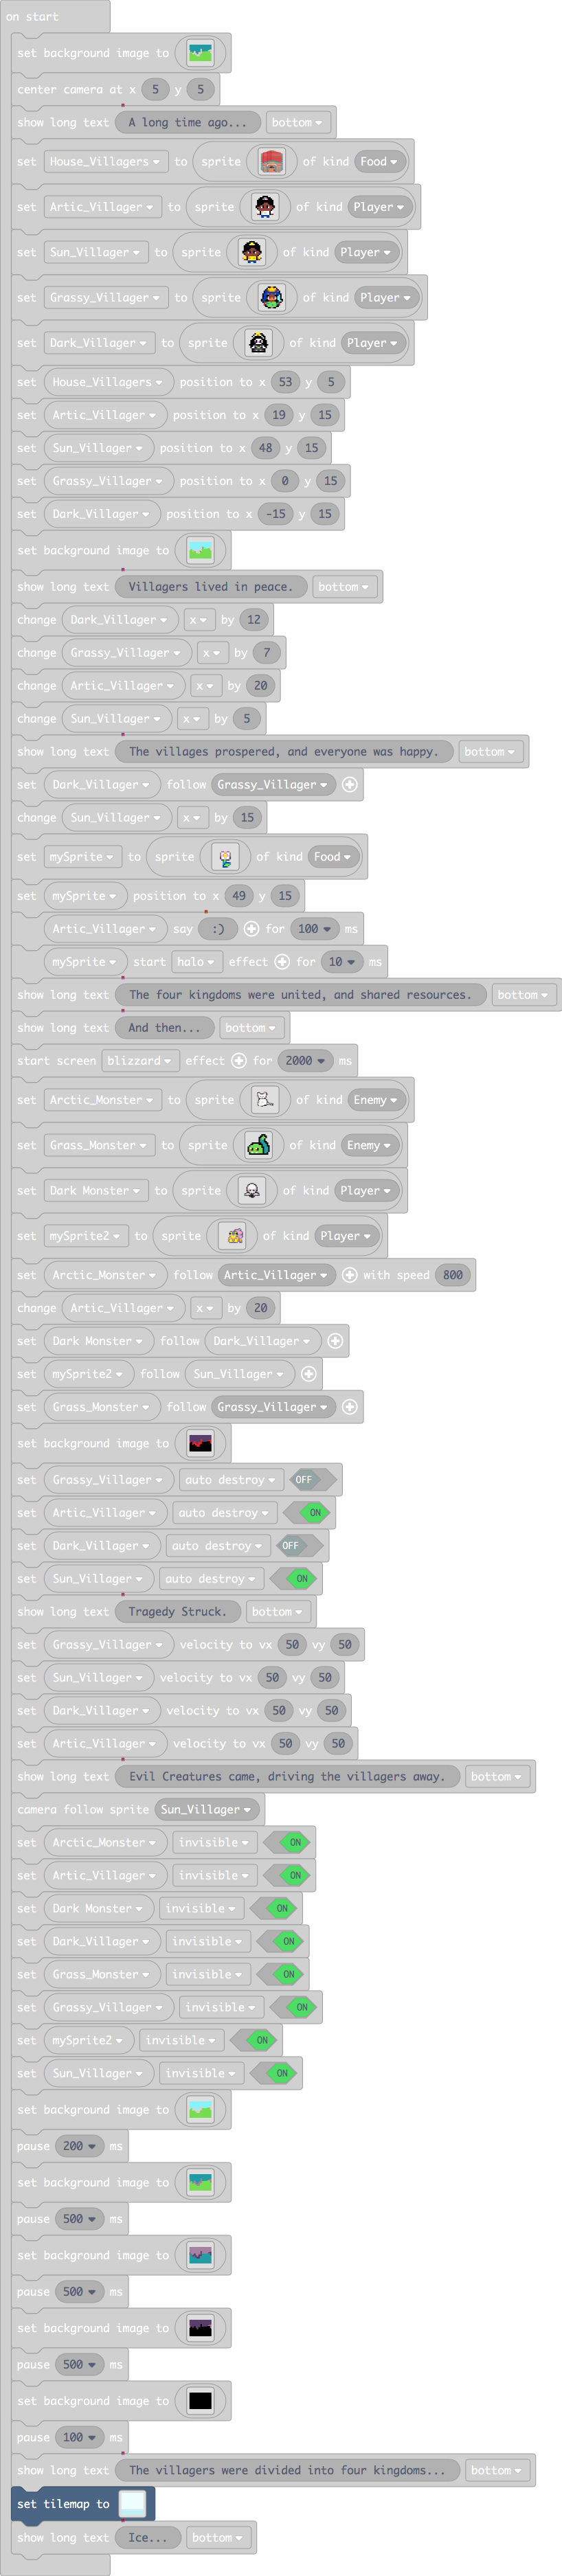 on start
set background image to
center camera at x 5 y 5
show long text A long time ago... bottom
set House_Villagers to sprite of kind Food
set Artic_Villager to sprite of kind Player
set Sun_Villager to sprite of kind Player
set Grassy_Villager to sprite of kind Player
set Dark_Villager to sprite of kind Player
set House_Villagers position to x 53 y 5
set Artic_Villager position to x 19 y 15
set Sun_Villager position to x 48 y 15
set Grassy_Villager position to x 0 y 15
set Dark_Villager position to x -15 y 15
set background image to
show long text Villagers lived in peace. bottom
change Dark_Villager x by 12
change Grassy_Villager x by 7
change Artic_Villager x by 20
change Sun_Villager x by 5
show long text The villages prospered, and everyone was happy. bottom
set Dark_Villager follow Grassy_Villager
change Sun_Villager x by 15
set mySprite to sprite of kind Food
set mySprite position to x 49 y 15
Artic_Villager say :) for 100 ms
mySprite start halo effect for 10 ms
show long text The four kingdoms were united, and shared resources. bottom
show long text And then... bottom
start screen blizzard effect for 2000 ms
set Arctic_Monster to sprite of kind Enemy
set Grass_Monster to sprite of kind Enemy
set Dark Monster to sprite of kind Player
set mySprite2 to sprite of kind Player
set Arctic_Monster follow Artic_Villager with speed 800
change Artic_Villager x by 20
set Dark Monster follow Dark_Villager
set mySprite2 follow Sun_Villager
set Grass_Monster follow Grassy_Villager
set background image to
set Grassy_Villager auto destroy OFF
set Artic_Villager auto destroy ON
set Dark_Villager auto destroy OFF
set Sun_Villager auto destroy ON
show long text Tragedy Struck. bottom
set Grassy_Villager velocity to vx 50 vy 50
set Sun_Villager velocity to vx 50 vy 50
set Dark_Villager velocity to vx 50 vy 50
set Artic_Villager velocity to vx 50 vy 50
show long text Evil Creatures came, driving the villagers away. bottom
camera follow sprite Sun_Villager
set Arctic_Monster invisible ON
set Artic_Villager invisible ON
set Dark Monster invisible ON
set Dark_Villager invisible ON
set Grass_Monster invisible ON
set Grassy_Villager invisible ON
set mySprite2 invisible ON
set Sun_Villager invisible ON
set background image to
pause 200 ms
set background image to
pause 500 ms
set background image to
pause 500 ms
set background image to
pause 500 ms
set background image to
pause 100 ms
show long text The villagers were divided into four kingdoms... bottom
set tilemap to
show long text Ice... bottom